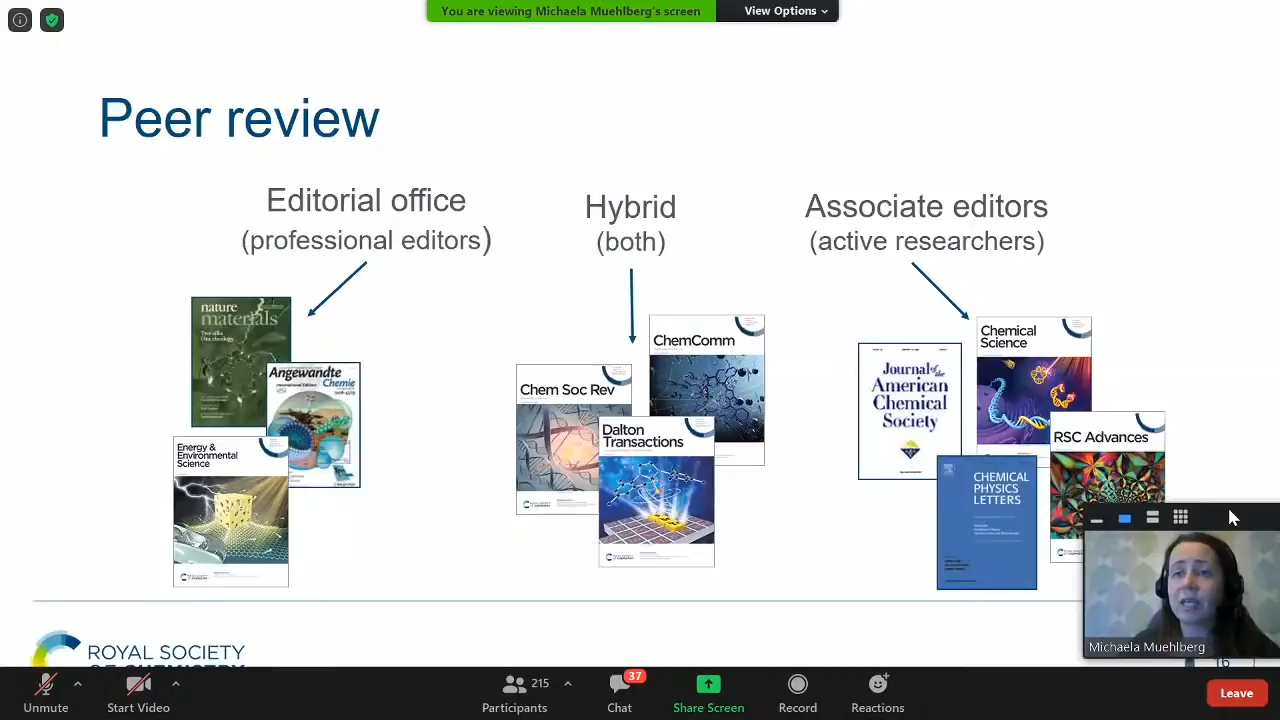 You are viewing Michaela Muehlberg's screen
View Options
Peer review
Editorial office
(professional editors)
Hybrid
(both)
Associate editors
(active researchers)
nature
materials
Angewandte
Chemie
Energy &
Environmental
Science
Chem Soc Rev
ChemComm
Dalton
Transactions
Journal of the
American
Chemical
Society
Chemical
Science
RSC Advances
CHEMICAL
PHYSICS
LETTERS
Michaela Muehlberg
ROYAL SOCIETY
OF CHEMISTRY
16
Unmute
Start Video
215
Participants
37
Chat
Share Screen
Record
Reactions
Leave